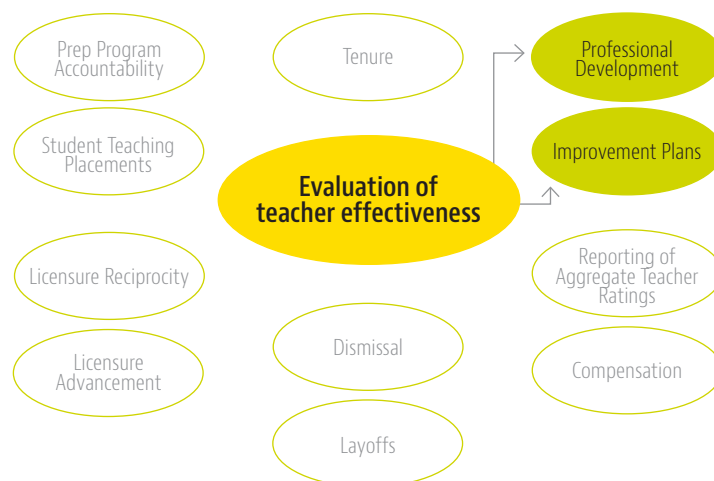 Prep Program
Accountability
Tenure
Professional
Development
Student Teaching
Placements
Improvement Plans
Evaluation of
teacher effectiveness
Licensure Reciprocity
Reporting of
Aggregate Teacher
Ratings
Licensure
Advancement
Dismissal
Compensation
Layoffs